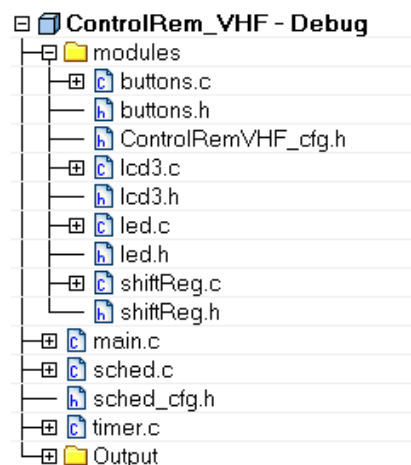 ControlRem_VHF - Debug
modules
buttons.c
buttons.h
ControlRemVHF_cfg.h
lcd3.c
lcd3.h
led.c
led.h
shiftReg.c
shiftReg.h
main.c
sched.c
sched_cfg.h
timer.c
Output